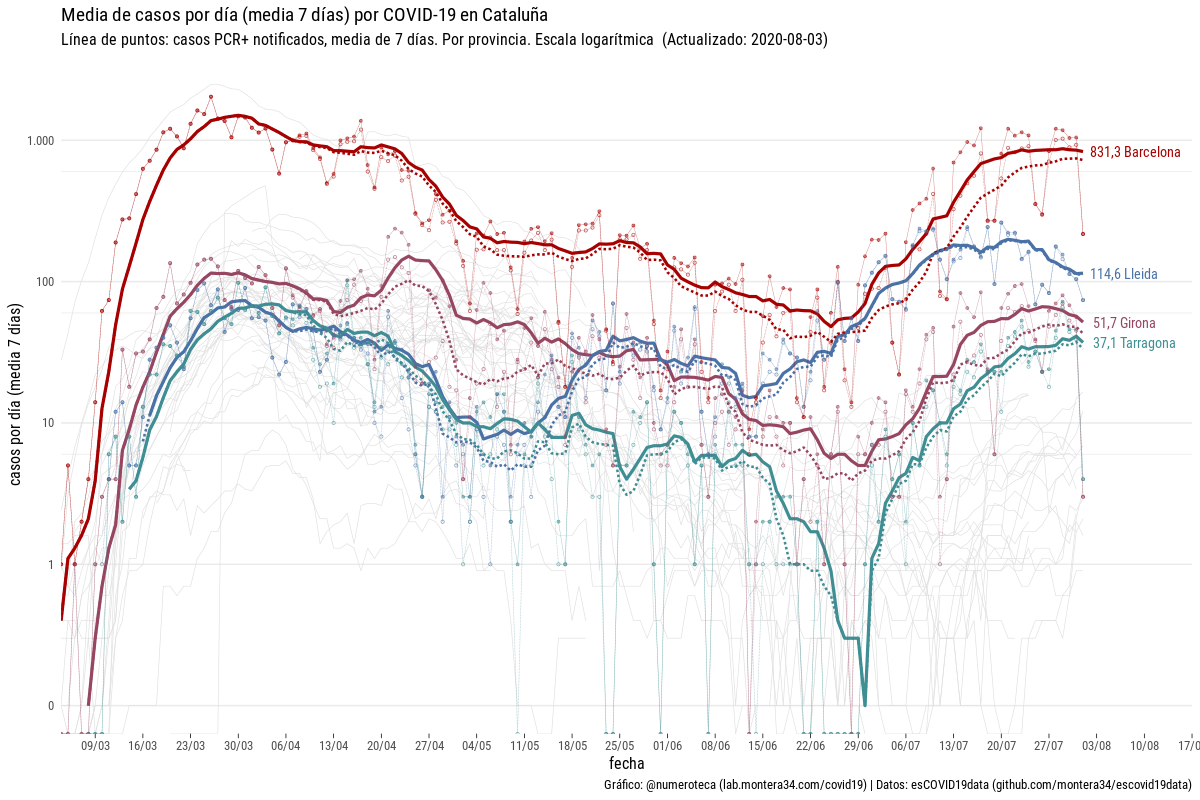 Media de casos por día (media 7 días) por COVID-19 en Cataluña
Línea de puntos: casos PCR+ notificados, media de 7 días. Por provincia. Escala logarítmica (Actualizado: 2020-08-03)
casos por día (media 7 días)
1.000
100
10
1
0
831,3 Barcelona
114,6 Lleida
51,7 Girona
37,1 Tarragona
09/03 16/03 23/03 30/03 06/04 13/04 20/04 27/04 04/05 11/05 18/05 25/05 01/06 08/06 15/06 22/06 29/06 06/07 13/07 20/07 27/07 03/08 10/08 17/0
fecha
Gráfico: @numeroteca (lab.montera34.com/covid19) | Datos: esCOVID19data (github.com/montera34/escovid19data)